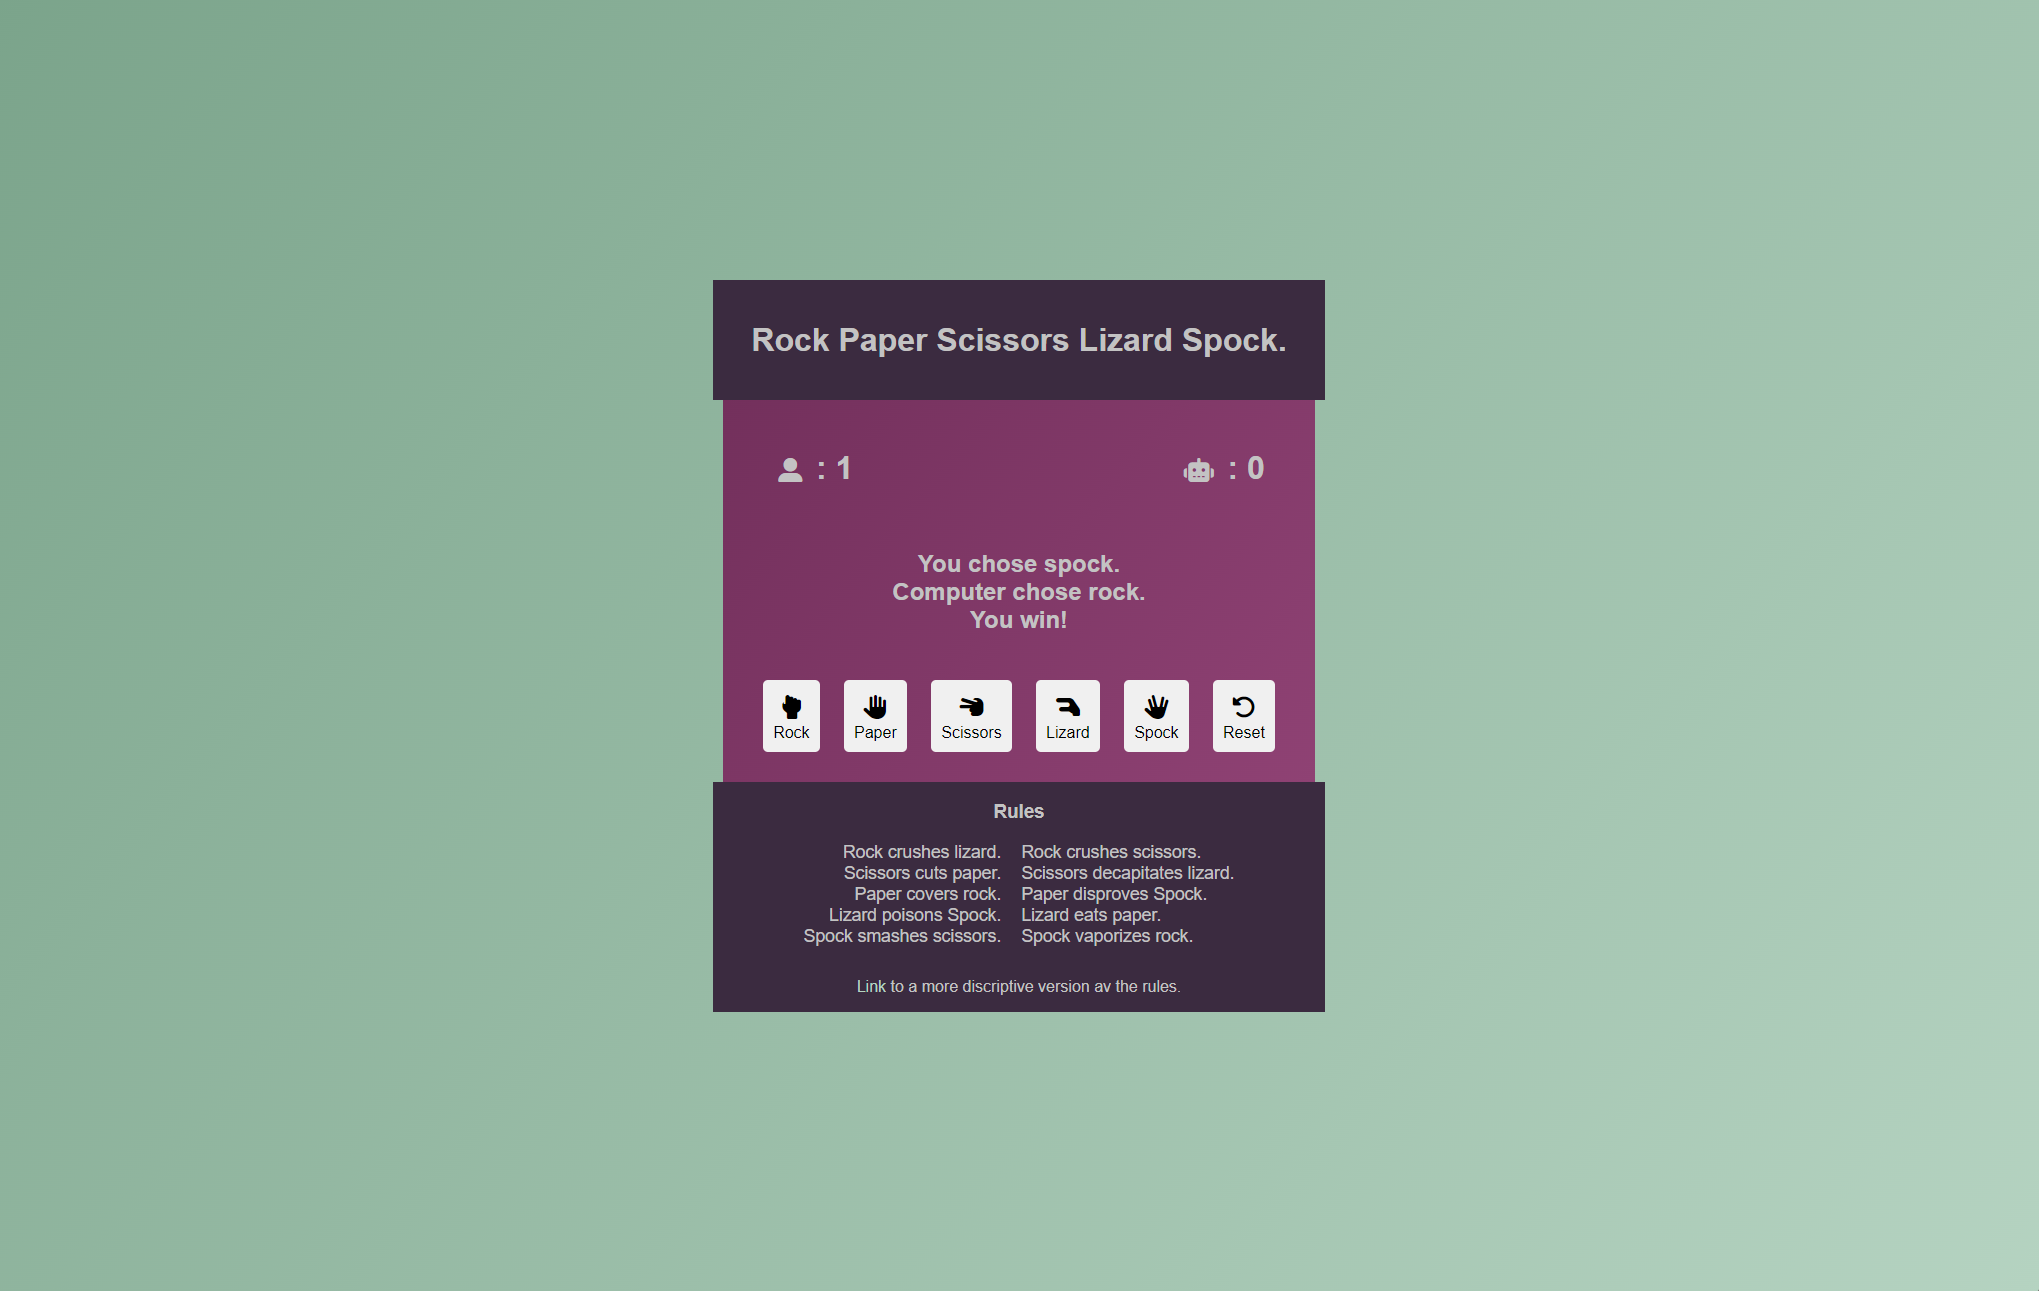 Rock Paper Scissors Lizard Spock.
: 1
: 0
You chose spock.
Computer chose rock.
You win!
Rock
Paper
Scissors
Lizard
Spock
Reset
Rules
Rock crushes lizard. Rock crushes scissors.
Scissors cuts paper. Scissors decapitates lizard.
Paper covers rock. Paper disproves Spock.
Lizard poisons Spock. Lizard eats paper.
Spock smashes scissors. Spock vaporizes rock.
Link to a more discriptive version av the rules.